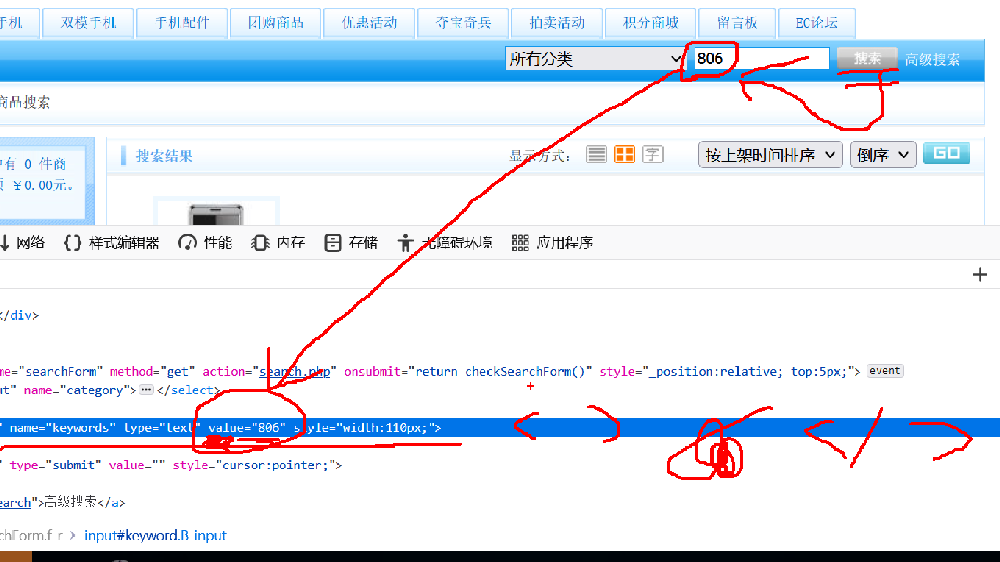 手机 双模手机 手机配件 团购商品 优惠活动 夺宝奇兵 拍卖活动 积分商城 留言板 EC论坛
所有分类 806 搜索 高级搜索
商品搜索
有 0 件商
￥0.00元。
搜索结果 显示方式： 字 按上架时间排序 倒序 GO
网络 {} 样式编辑器 性能 内存 存储 无障碍环境 应用程序
+
</div>
me="searchForm" method="get" action="search.php" onsubmit="return checkSearchForm()" style="_position:relative; top:5px;"> event
ut" name="category"> ••• </select>
" name="keywords" type="text" value="806" style="width:110px;"> < > < / >
" type="submit" value="" style="cursor:pointer;">
earch">高级搜索</a>
chForm.f_r > input#keyword.B_input